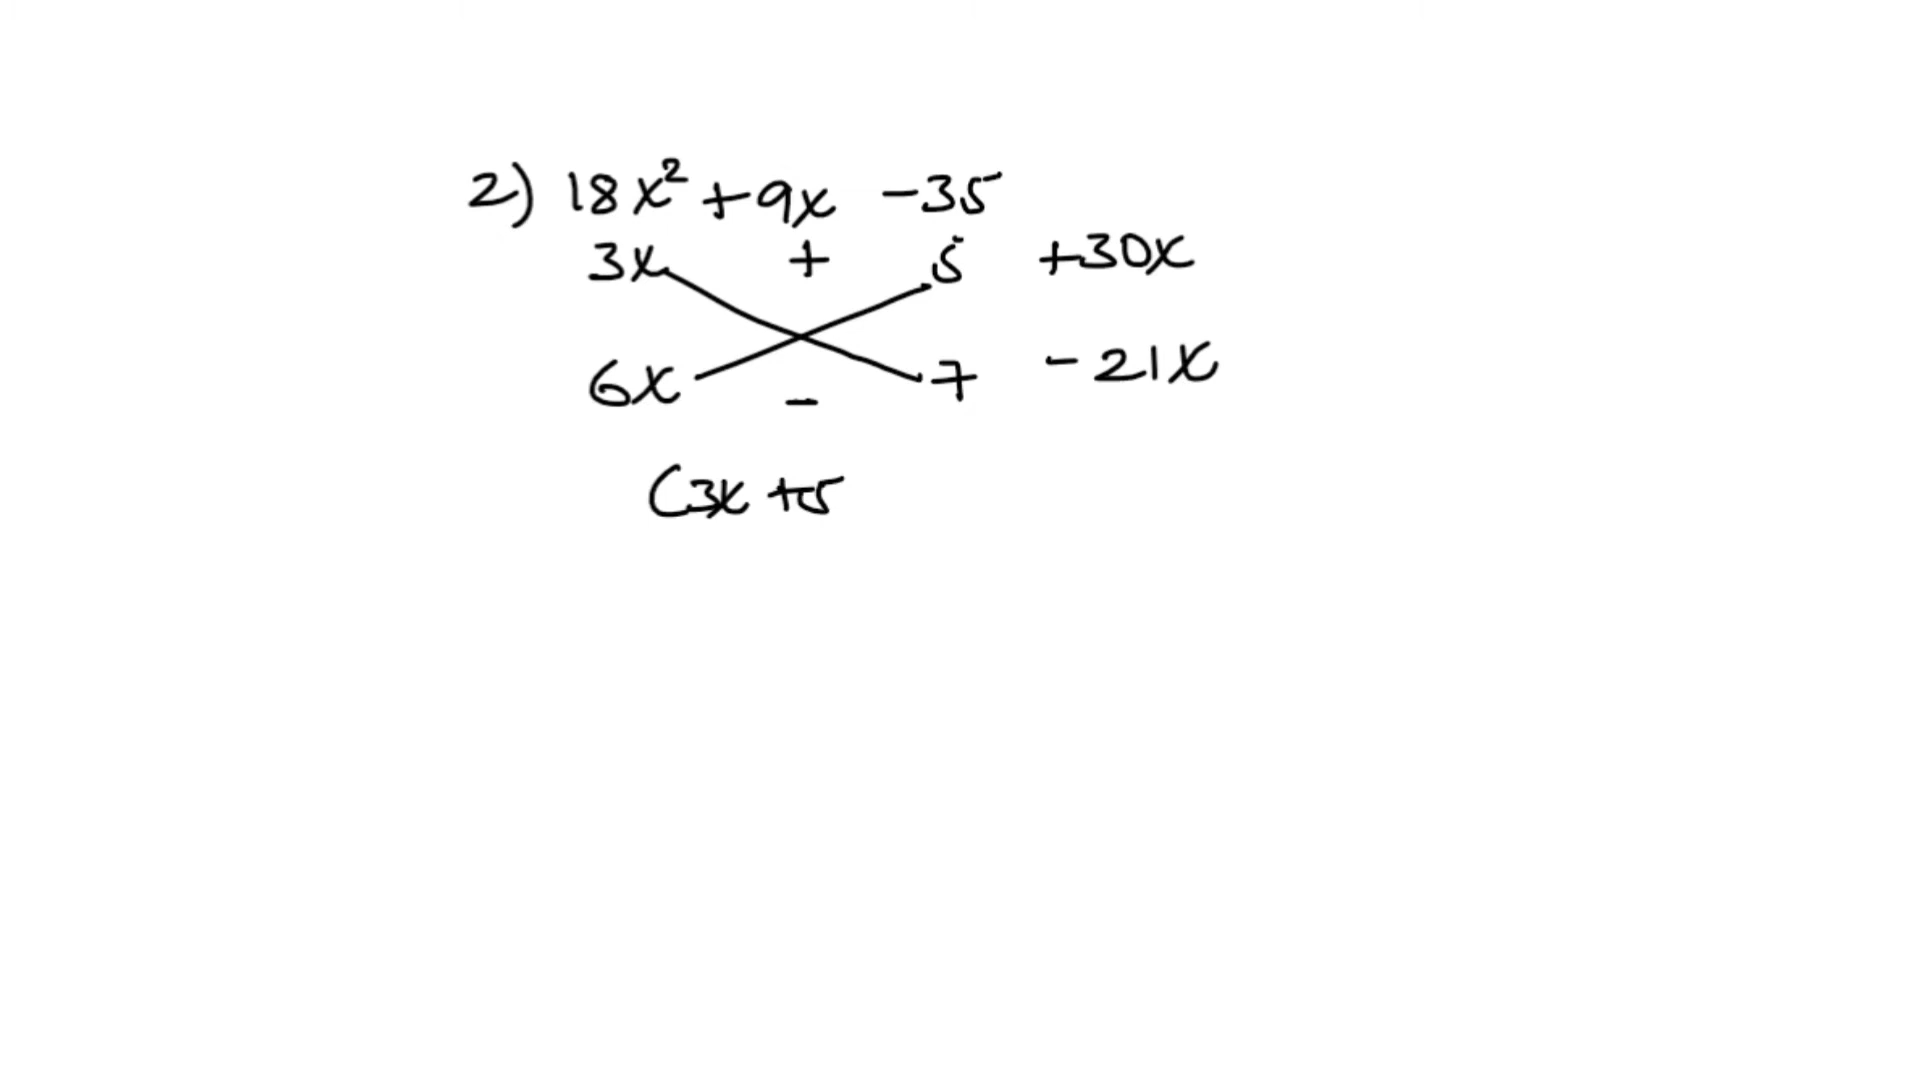 2) 18x² + 9x - 35
3x + 5 +30x
6x - 7 - 21x
(3x + 5